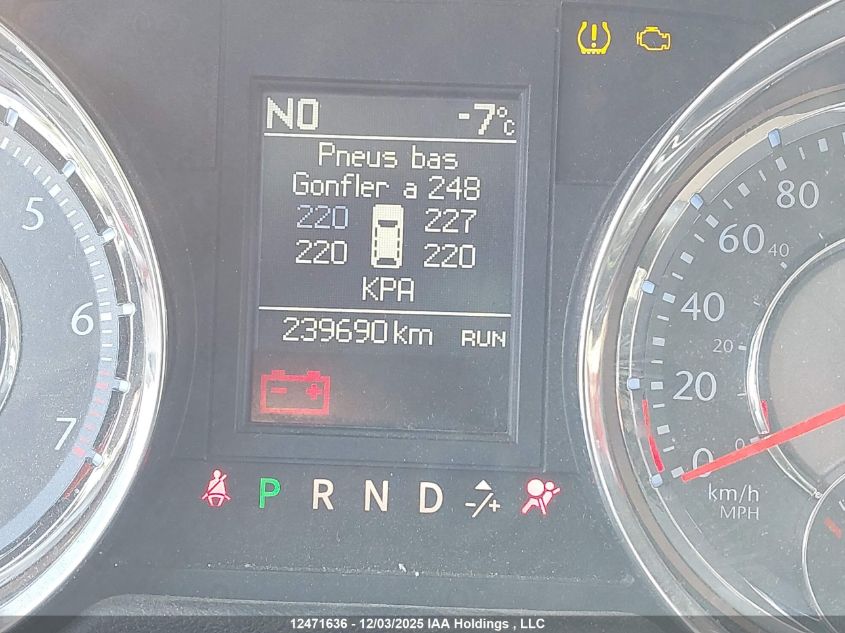 NO -7°C
Pneus bas
Gonfler a 248
220 227
220 220
KPA
239690 km RUN
- +
P R N D -/+
5
6
7
80
60
40
20
0
40
20
0
km/h
MPH
12471636 - 12/03/2025 IAA Holdings , LLC